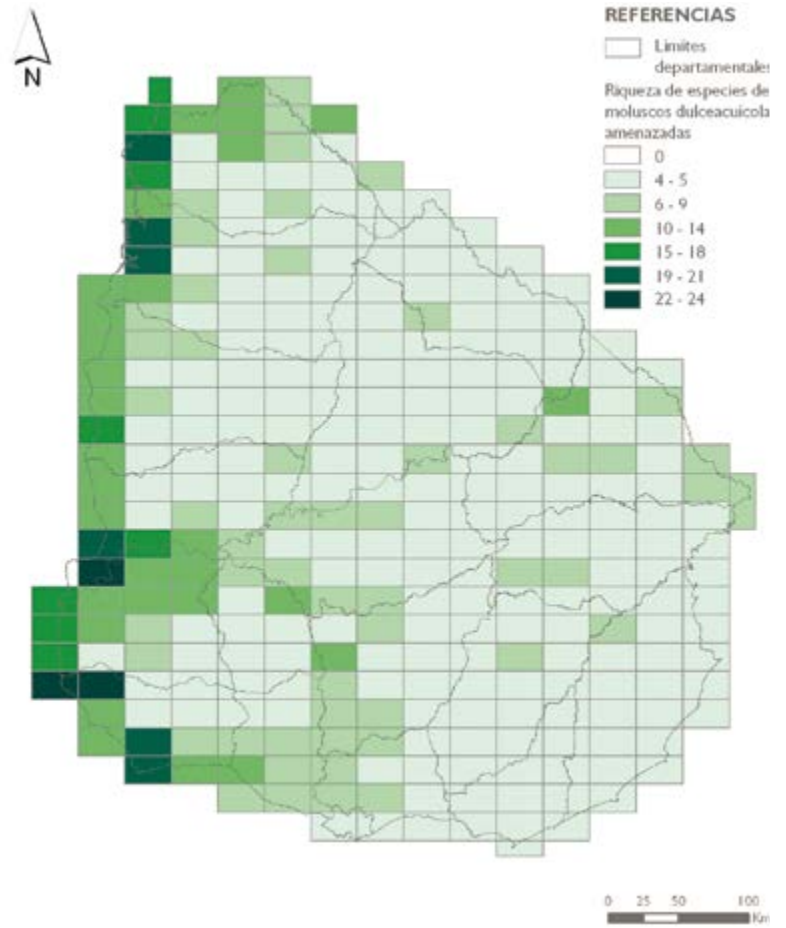 REFERENCIAS
N
Limites
departamentales
Riqueza de especies de
moluscos dulceacuícola
amenazadas
0
4 - 5
6 - 9
10 - 14
15 - 18
19 - 21
22 - 24
0 25 50 100
Km